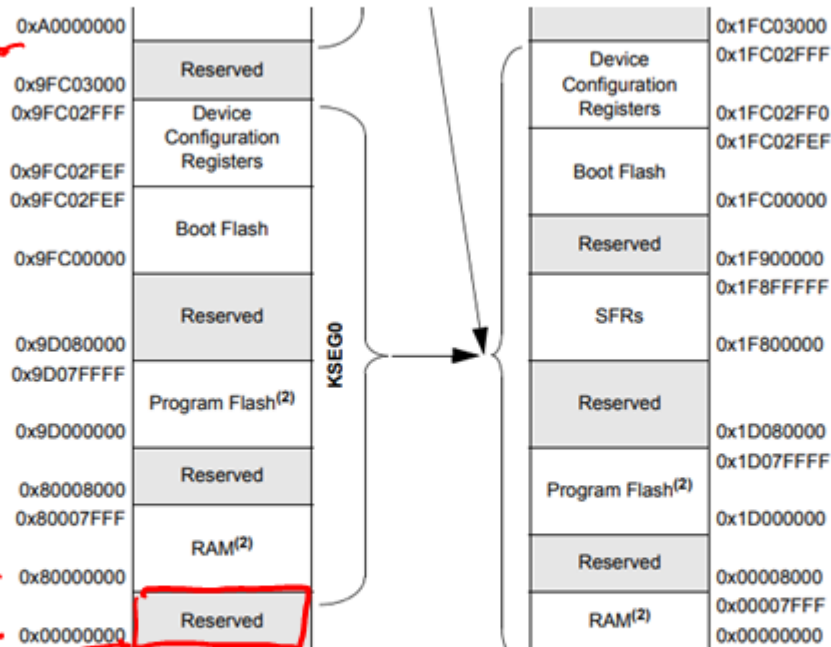 0xA0000000
Reserved
0x9FC03000
0x9FC02FFF
Device
Configuration
Registers
0x9FC02FEF
0x9FC02FEF
Boot Flash
0x9FC00000
Reserved
0x9D080000
0x9D07FFFF
Program Flash(2)
0x9D000000
Reserved
0x80008000
0x80007FFF
RAM(2)
0x80000000
Reserved
0x00000000
KSEG0
0x1FC03000
0x1FC02FFF
Device
Configuration
Registers
0x1FC02FF0
0x1FC02FEF
Boot Flash
0x1FC00000
Reserved
0x1F900000
0x1F8FFFFF
SFRs
0x1F800000
Reserved
0x1D080000
0x1D07FFFF
Program Flash(2)
0x1D000000
Reserved
0x00008000
0x00007FFF
RAM(2)
0x00000000